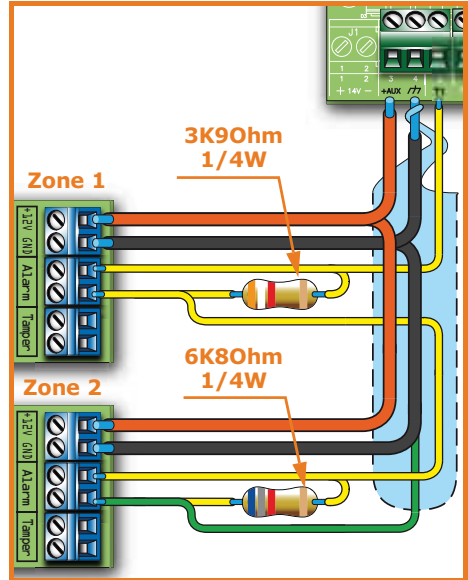 J1
1 2
1 2 3 4
+ 14V - +AUX T1
3K9Ohm
1/4W
Zone 1
+12V GND
Alarm
Tamper
6K8Ohm
1/4W
Zone 2
+12V GND
Alarm
Tamper